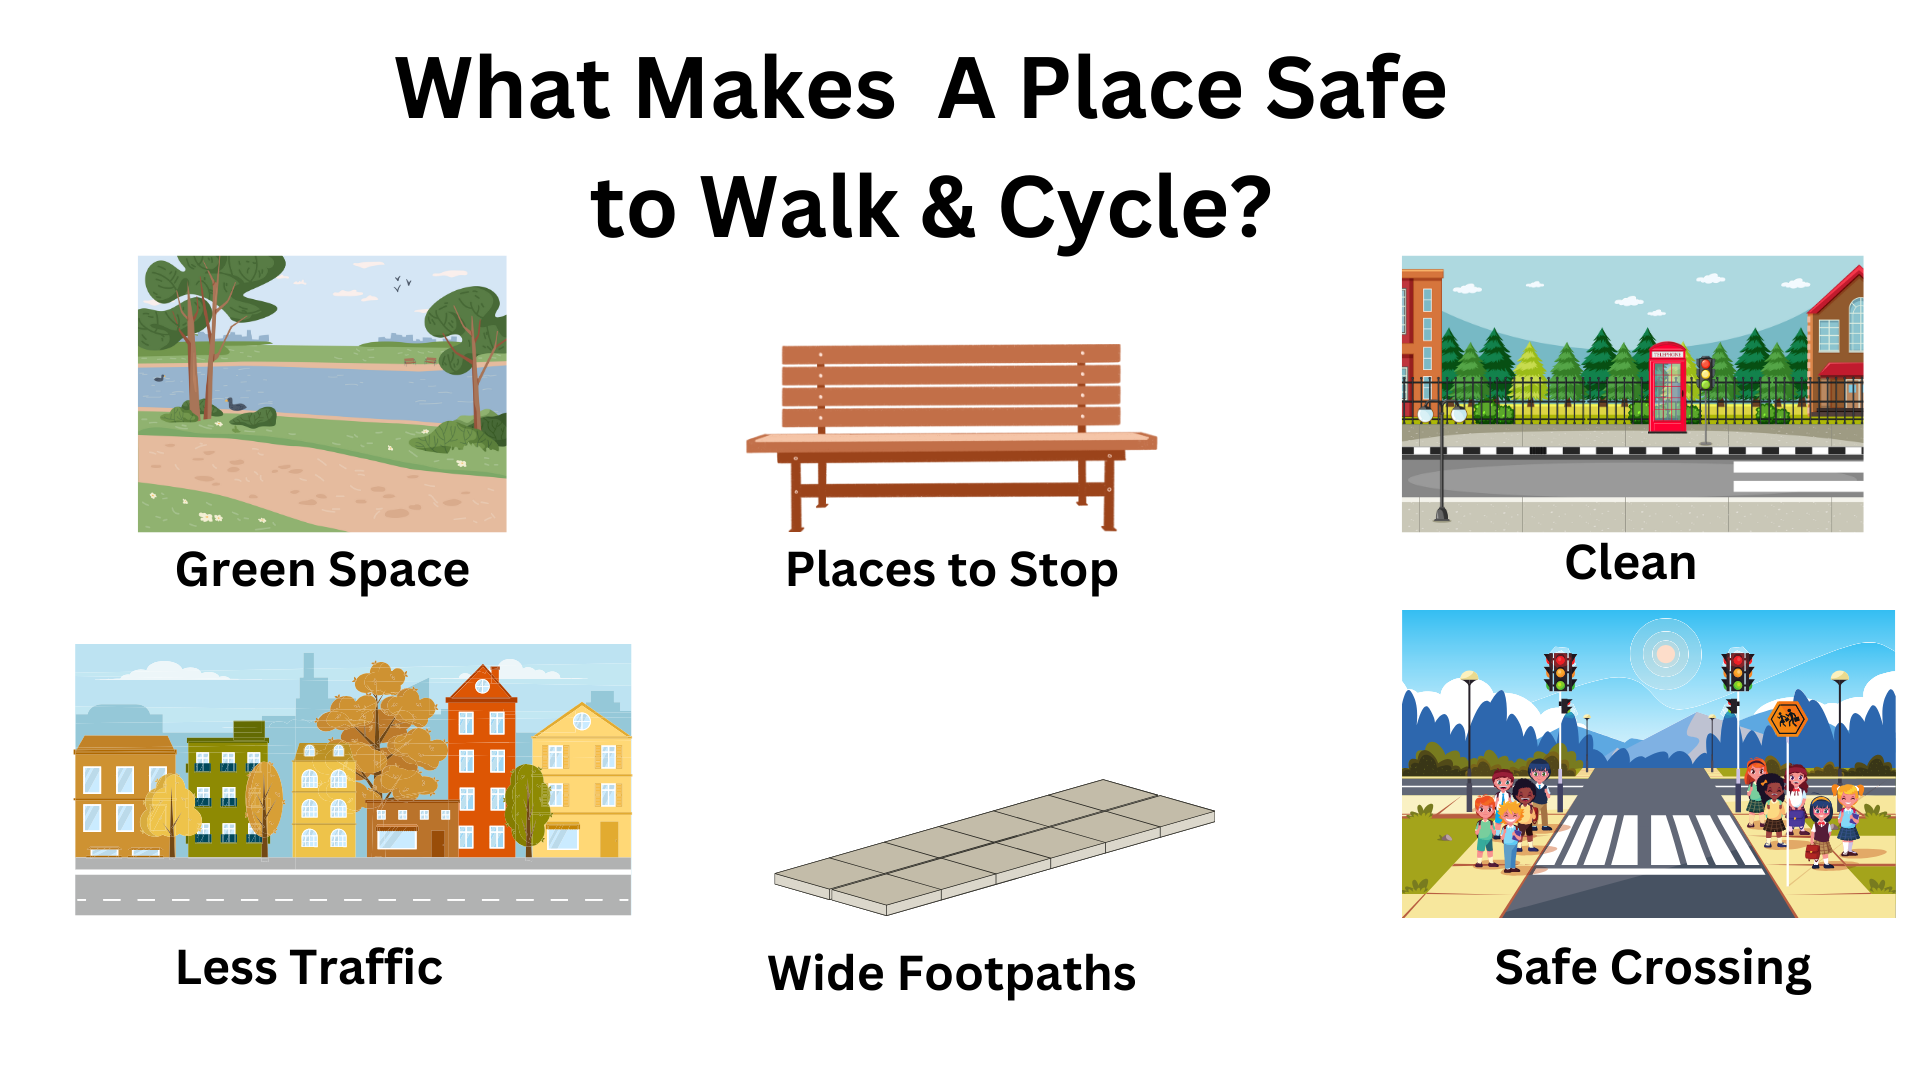 What Makes  A Place Safe
to Walk & Cycle?
TELEPHONE
Green Space
Places to Stop
Clean
Less Traffic
Wide Footpaths
Safe Crossing